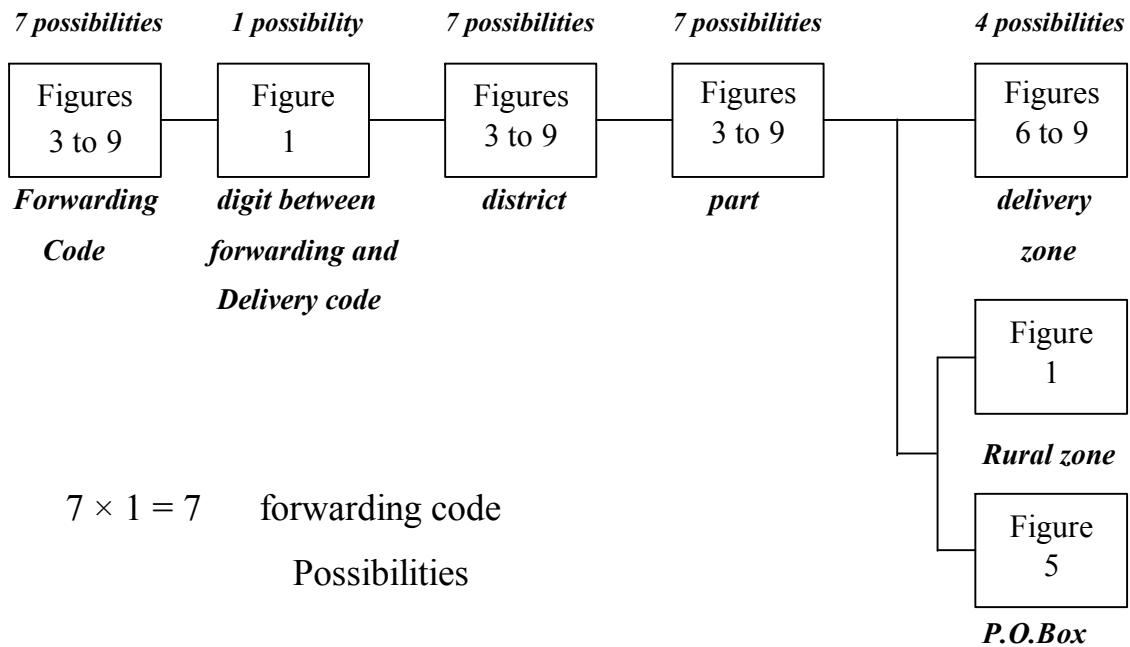 7 possibilities 1 possibility 7 possibilities 7 possibilities 4 possibilities
Figures Figure Figures Figures Figures
3 to 9 1 3 to 9 3 to 9 6 to 9
Forwarding digit between district part delivery
Code forwarding and zone
Delivery code
Figure
1
Rural zone
7 × 1 = 7 forwarding code
Possibilities
Figure
5
P.O.Box